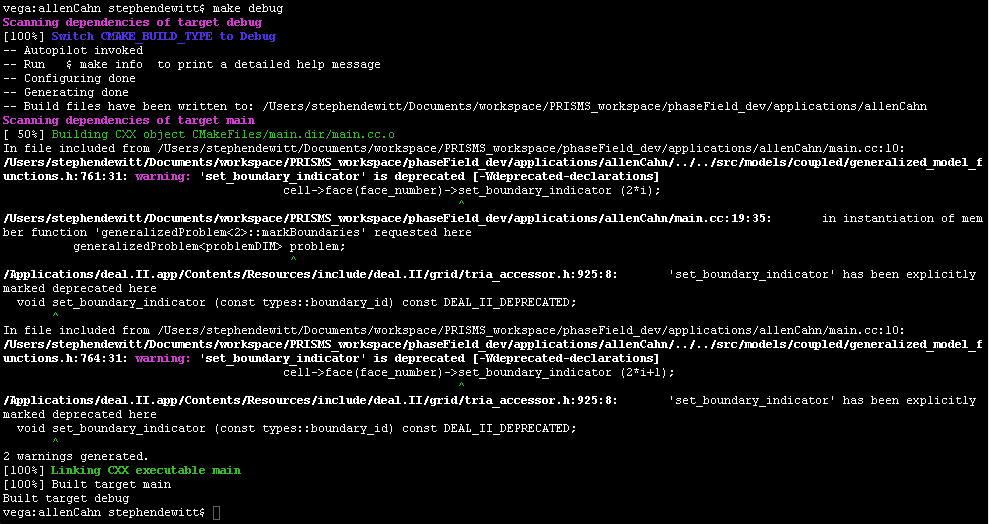 vega:allenCahn stephendewitt$ make debug
Scanning dependencies of target debug
[100%] Switch CMAKE_BUILD_TYPE to Debug
-- Autopilot invoked
-- Run   $ make info  to print a detailed help message
-- Configuring done
-- Generating done
-- Build files have been written to: /Users/stephendewitt/Documents/workspace/PRISMS_workspace/phaseField_dev/applications/allenCahn
Scanning dependencies of target main
[ 50%] Building CXX object CMakeFiles/main.dir/main.cc.o
In file included from /Users/stephendewitt/Documents/workspace/PRISMS_workspace/phaseField_dev/applications/allenCahn/main.cc:10:
/Users/stephendewitt/Documents/workspace/PRISMS_workspace/phaseField_dev/applications/allenCahn/../../src/models/coupled/generalized_model_f
unctions.h:761:31: warning: 'set_boundary_indicator' is deprecated [-Wdeprecated-declarations]
cell->face(face_number)->set_boundary_indicator (2*i);
^
/Users/stephendewitt/Documents/workspace/PRISMS_workspace/phaseField_dev/applications/allenCahn/main.cc:19:35:       in instantiation of mem
ber function 'generalizedProblem<2>::markBoundaries' requested here
generalizedProblem<problemDIM> problem;
^
/Applications/deal.II.app/Contents/Resources/include/deal.II/grid/tria_accessor.h:925:8:       'set_boundary_indicator' has been explicitly
marked deprecated here
void set_boundary_indicator (const types::boundary_id) const DEAL_II_DEPRECATED;
^
In file included from /Users/stephendewitt/Documents/workspace/PRISMS_workspace/phaseField_dev/applications/allenCahn/main.cc:10:
/Users/stephendewitt/Documents/workspace/PRISMS_workspace/phaseField_dev/applications/allenCahn/../../src/models/coupled/generalized_model_f
unctions.h:764:31: warning: 'set_boundary_indicator' is deprecated [-Wdeprecated-declarations]
cell->face(face_number)->set_boundary_indicator (2*i+1);
^
/Applications/deal.II.app/Contents/Resources/include/deal.II/grid/tria_accessor.h:925:8:       'set_boundary_indicator' has been explicitly
marked deprecated here
void set_boundary_indicator (const types::boundary_id) const DEAL_II_DEPRECATED;
^
2 warnings generated.
[100%] Linking CXX executable main
[100%] Built target main
Built target debug
vega:allenCahn stephendewitt$